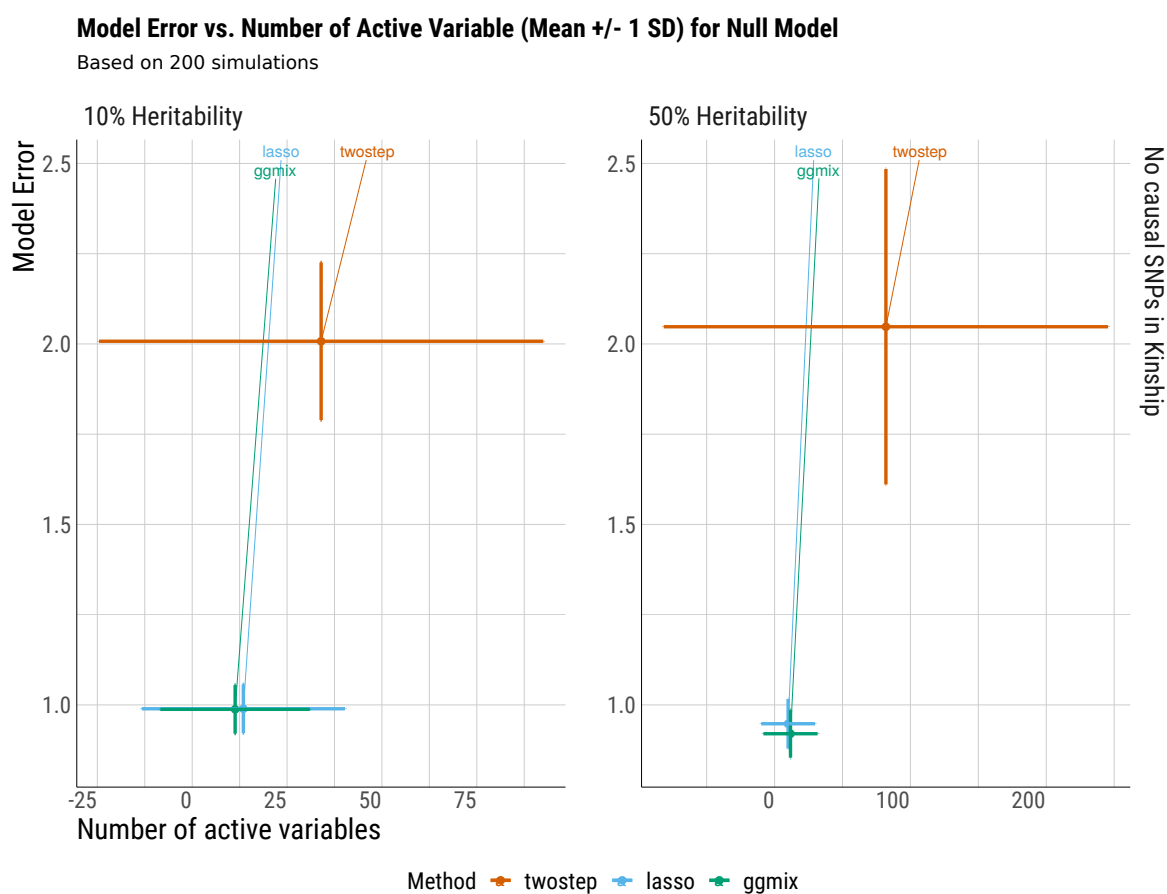 Model Error vs. Number of Active Variable (Mean +/- 1 SD) for Null Model
Based on 200 simulations
10% Heritability
50% Heritability
Model Error
2.5
2.0
1.5
1.0
lasso
twostep
ggmix
-25
0
25
50
75
2.5
2.0
1.5
1.0
lasso
twostep
ggmix
0
100
200
No causal SNPs in Kinship
Number of active variables
Method twostep lasso ggmix